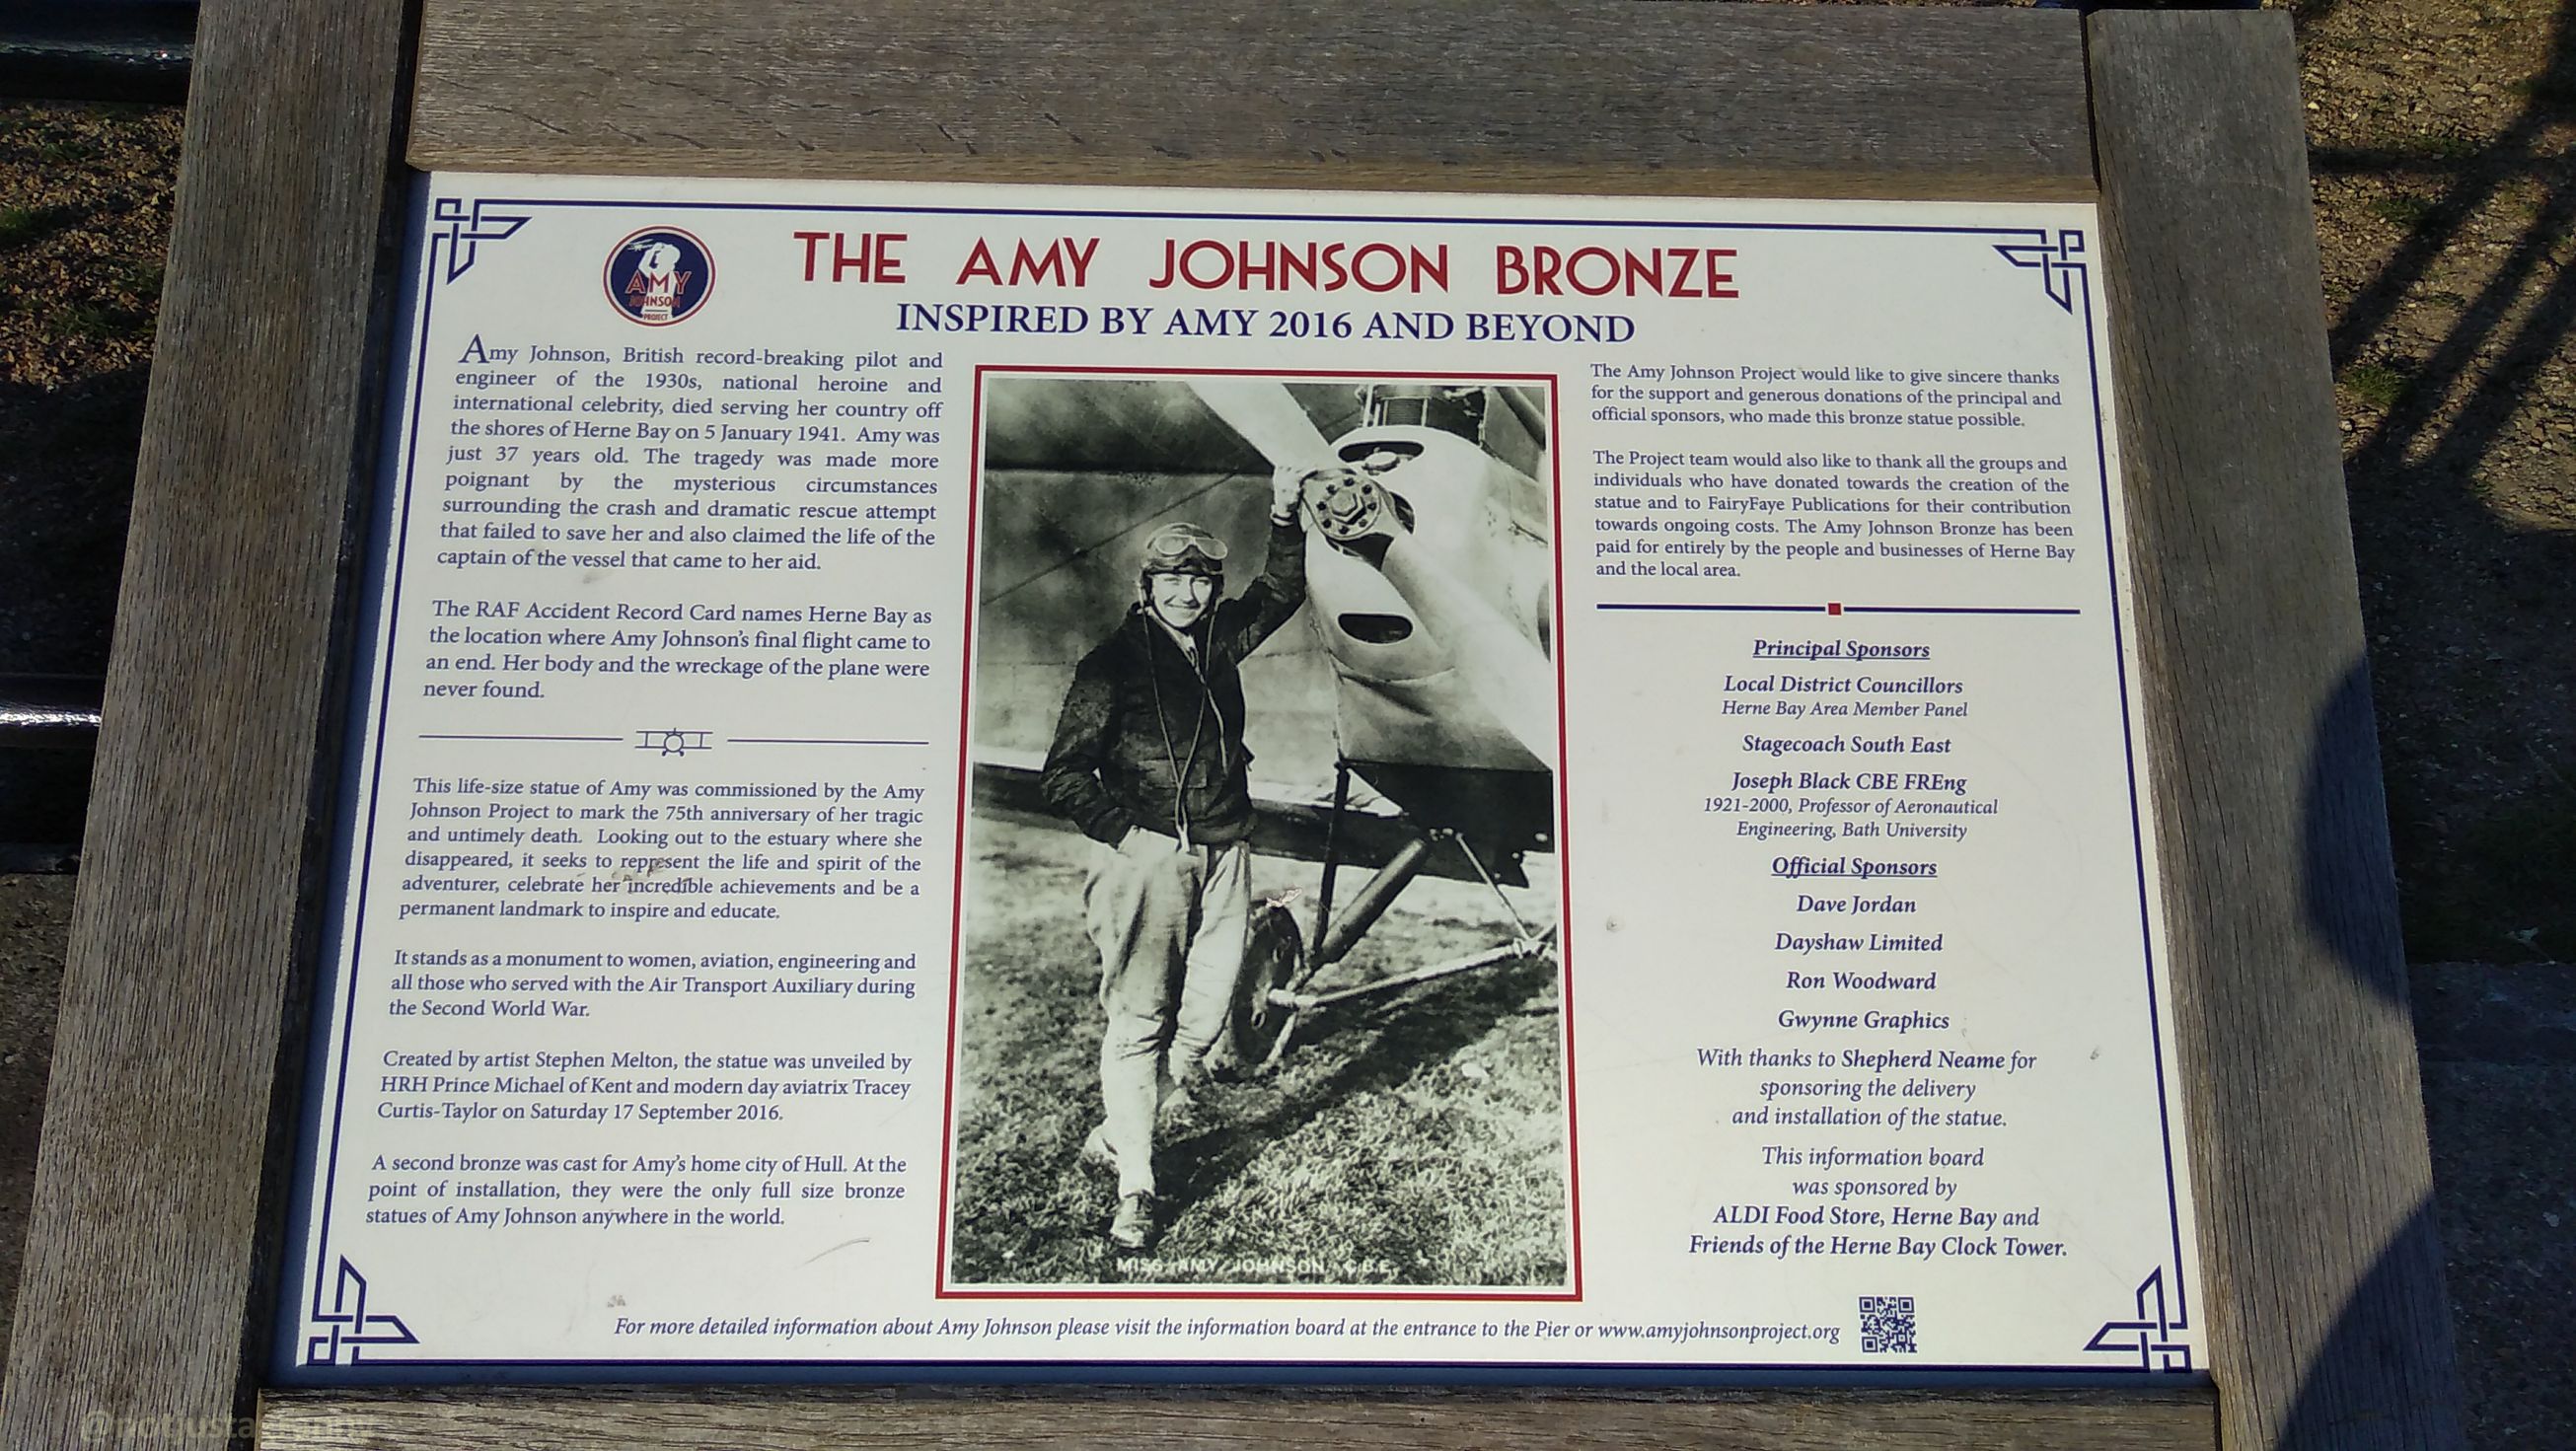 AMY
JOHNSON
PROJECT
THE AMY JOHNSON BRONZE
INSPIRED BY AMY 2016 AND BEYOND
Amy Johnson, British record-breaking pilot and
engineer of the 1930s, national heroine and
international celebrity, died serving her country off
the shores of Herne Bay on 5 January 1941. Amy was
just 37 years old. The tragedy was made more
poignant by the mysterious circumstances
surrounding the crash and dramatic rescue attempt
that failed to save her and also claimed the life of the
captain of the vessel that came to her aid.
The RAF Accident Record Card names Herne Bay as
the location where Amy Johnson's final flight came to
an end. Her body and the wreckage of the plane were
never found.
This life-size statue of Amy was commissioned by the Amy
Johnson Project to mark the 75th anniversary of her tragic
and untimely death. Looking out to the estuary where she
disappeared, it seeks to represent the life and spirit of the
adventurer, celebrate her incredible achievements and be a
permanent landmark to inspire and educate.
It stands as a monument to women, aviation, engineering and
all those who served with the Air Transport Auxiliary during
the Second World War.
Created by artist Stephen Melton, the statue was unveiled by
HRH Prince Michael of Kent and modern day aviatrix Tracey
Curtis-Taylor on Saturday 17 September 2016.
A second bronze was cast for Amy's home city of Hull. At the
point of installation, they were the only full size bronze
statues of Amy Johnson anywhere in the world.
MISS AMY JOHNSON, C.B.E.
The Amy Johnson Project would like to give sincere thanks
for the support and generous donations of the principal and
official sponsors, who made this bronze statue possible.
The Project team would also like to thank all the groups and
individuals who have donated towards the creation of the
statue and to FairyFaye Publications for their contribution
towards ongoing costs. The Amy Johnson Bronze has been
paid for entirely by the people and businesses of Herne Bay
and the local area.
Principal Sponsors
Local District Councillors
Herne Bay Area Member Panel
Stagecoach South East
Joseph Black CBE FREng
1921-2000, Professor of Aeronautical
Engineering, Bath University
Official Sponsors
Dave Jordan
Dayshaw Limited
Ron Woodward
Gwynne Graphics
With thanks to Shepherd Neame for
sponsoring the delivery
and installation of the statue.
This information board
was sponsored by
ALDI Food Store, Herne Bay and
Friends of the Herne Bay Clock Tower.
For more detailed information about Amy Johnson please visit the information board at the entrance to the Pier or www.amyjohnsonproject.org